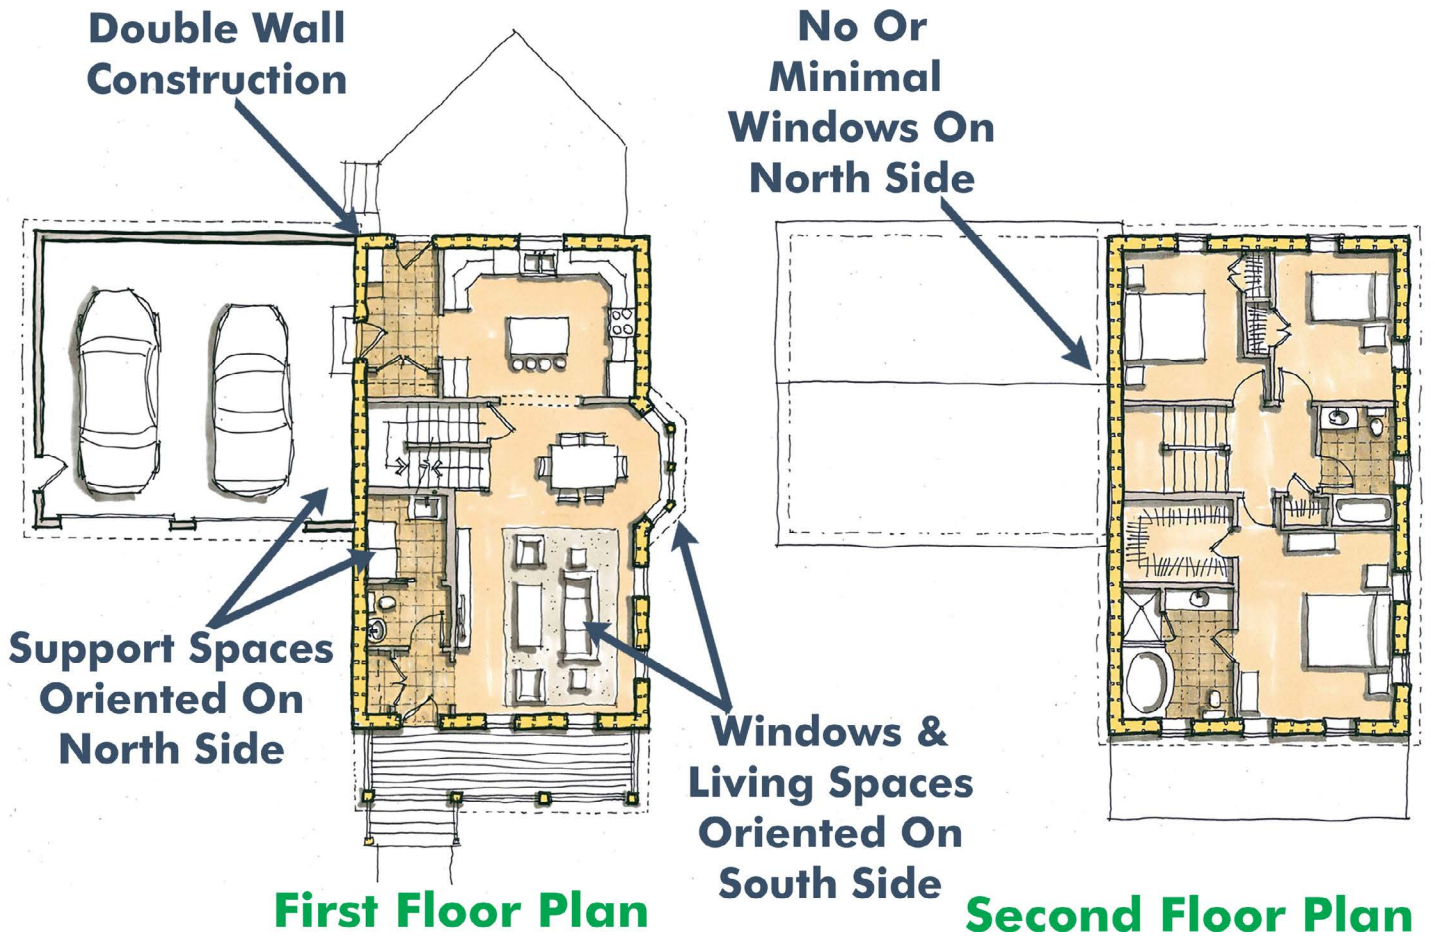 Double Wall
Construction
No Or
Minimal
Windows On
North Side
Support Spaces
Oriented On
North Side
Windows &
Living Spaces
Oriented On
South Side
First Floor Plan
Second Floor Plan